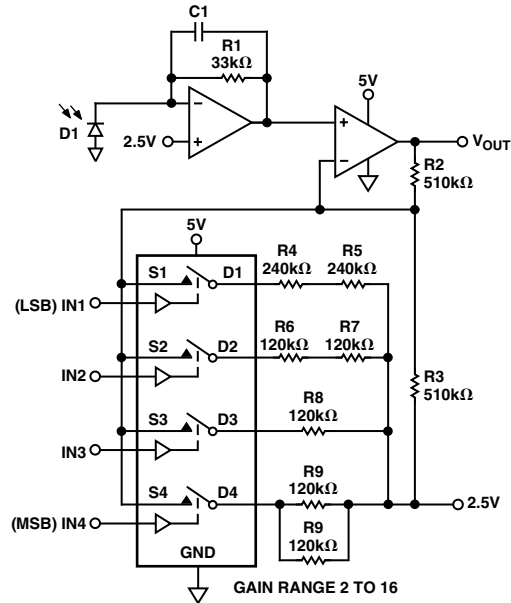 C1
R1
33kΩ
D1
2.5V
−
+
5V
+
−
VOUT
R2
510kΩ
5V
S1
D1
R4
240kΩ
R5
240kΩ
(LSB) IN1
S2
D2
R6
120kΩ
R7
120kΩ
IN2
R3
510kΩ
S3
D3
R8
120kΩ
IN3
S4
D4
R9
120kΩ
2.5V
(MSB) IN4
R9
120kΩ
GND
GAIN RANGE 2 TO 16